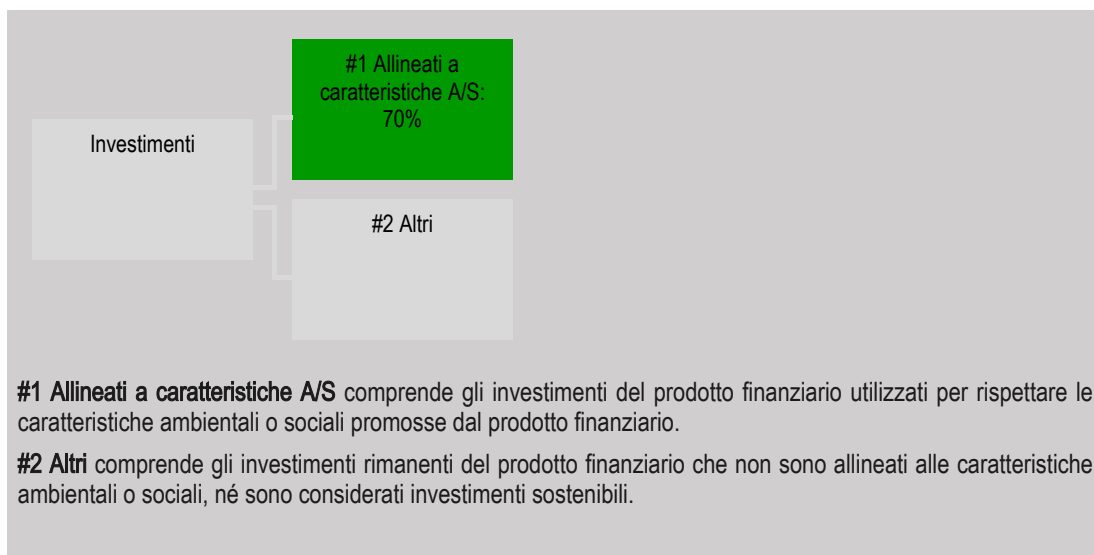 #1 Allineati a
caratteristiche A/S:
70%
Investimenti
#2 Altri
#1 Allineati a caratteristiche A/S comprende gli investimenti del prodotto finanziario utilizzati per rispettare le
caratteristiche ambientali o sociali promosse dal prodotto finanziario.
#2 Altri comprende gli investimenti rimanenti del prodotto finanziario che non sono allineati alle caratteristiche
ambientali o sociali, né sono considerati investimenti sostenibili.